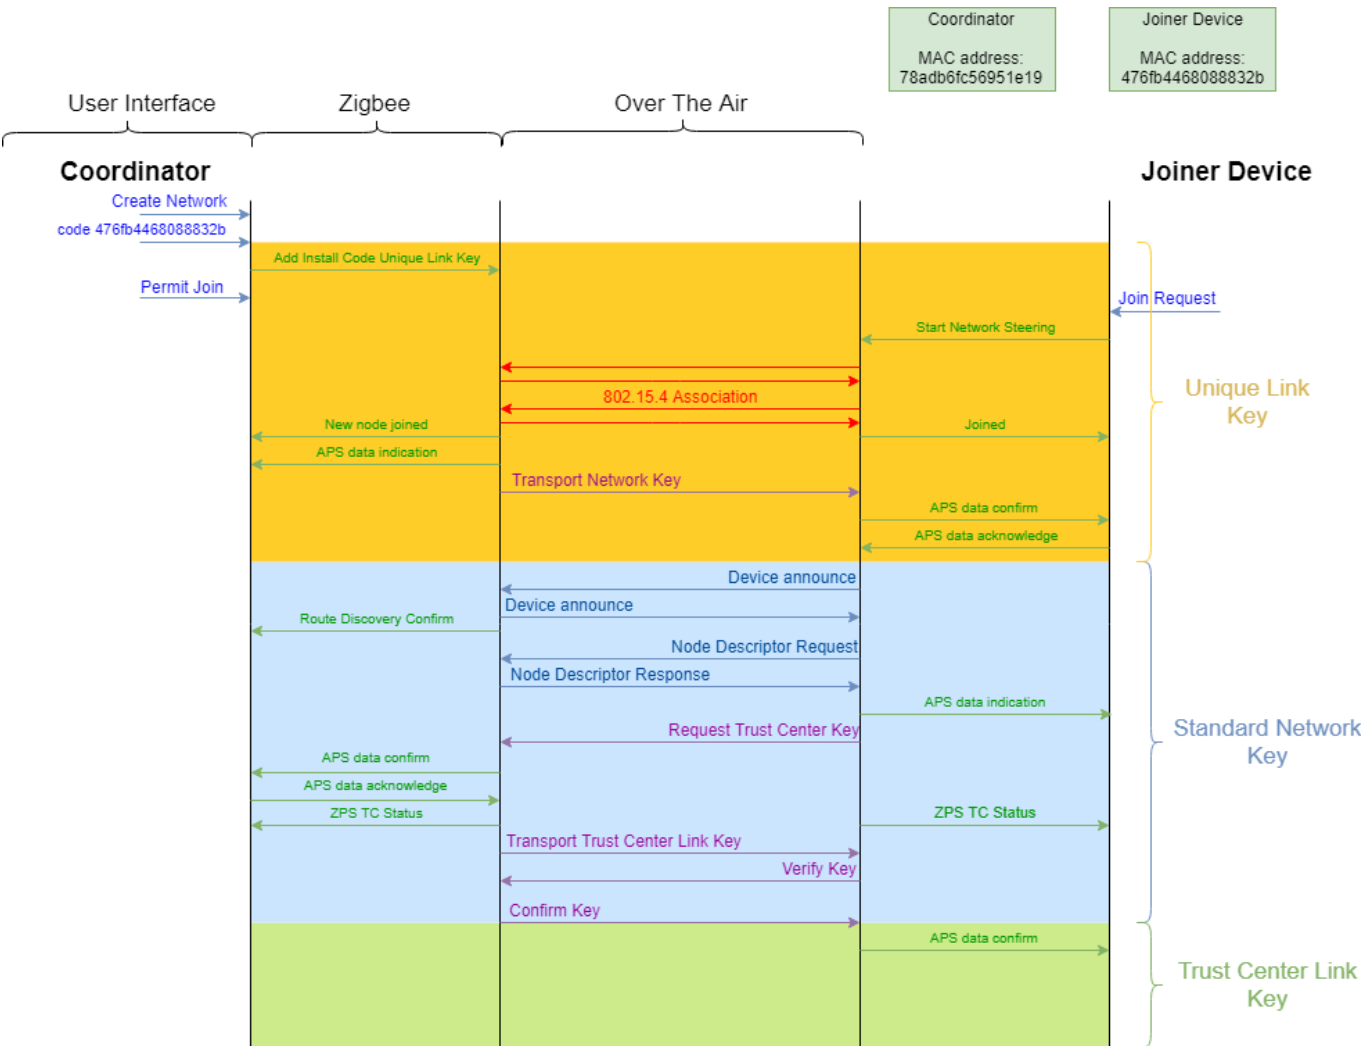 Coordinator
MAC address:
78adb6fc56951e19
Joiner Device
MAC address:
476fb4468088832b
User Interface
Zigbee
Over The Air
Coordinator
Joiner Device
Create Network
code 476fb4468088832b
Add Install Code Unique Link Key
Permit Join
Join Request
Start Network Steering
802.15.4 Association
New node joined
Joined
APS data indication
Transport Network Key
APS data confirm
APS data acknowledge
Unique Link
Key
Device announce
Device announce
Route Discovery Confirm
Node Descriptor Request
Node Descriptor Response
APS data indication
Request Trust Center Key
Standard Network
Key
APS data confirm
APS data acknowledge
ZPS TC Status
ZPS TC Status
Transport Trust Center Link Key
Verify Key
Confirm Key
APS data confirm
Trust Center Link
Key